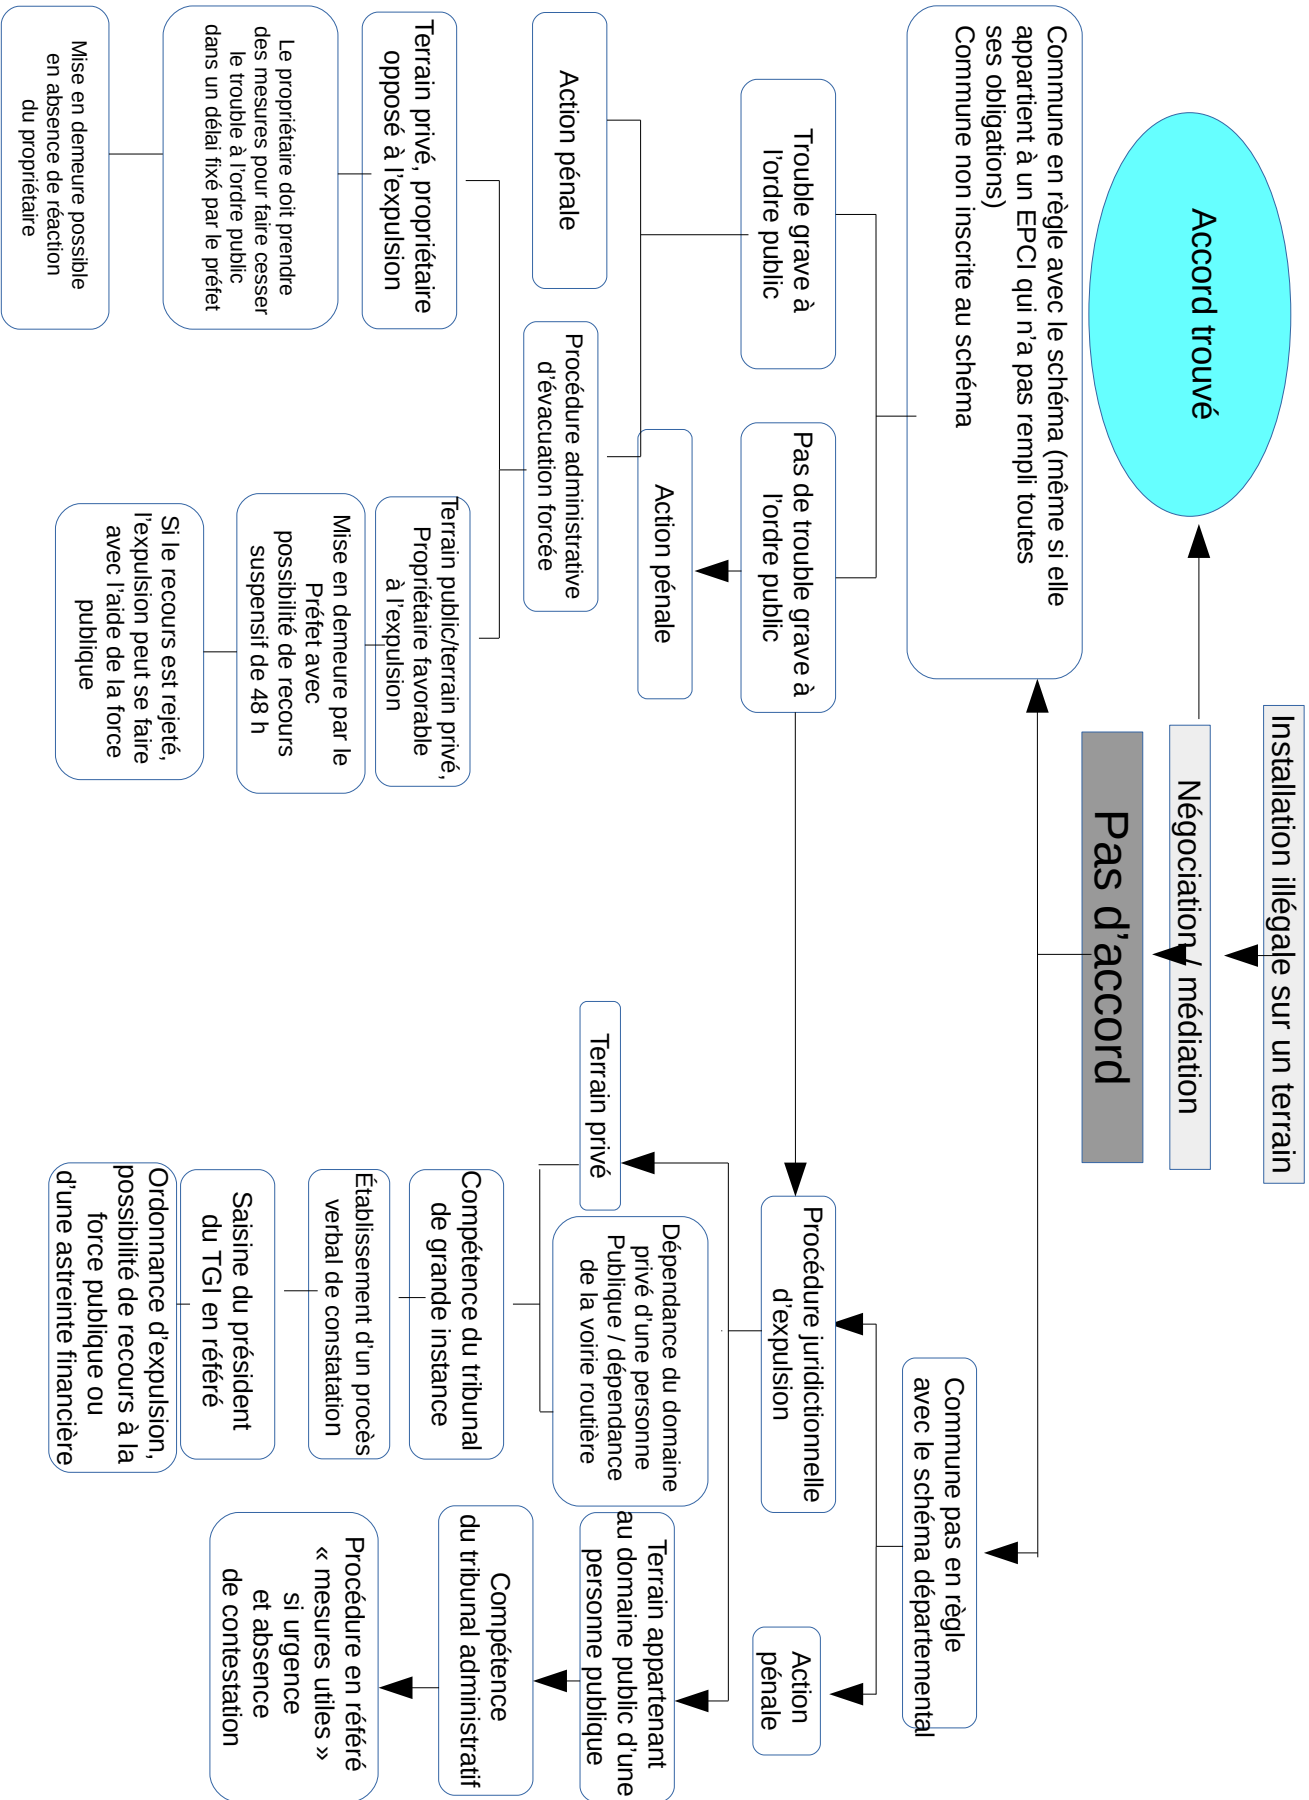 Installation illégale sur un terrain
Négociation / médiation
Accord trouvé
Pas d'accord
Commune en règle avec le schéma (même si elle
appartient à un EPCI qui n'a pas rempli toutes
ses obligations)
Commune non inscrite au schéma
Commune pas en règle
avec le schéma départemental
Trouble grave à
l'ordre public
Pas de trouble grave à
l'ordre public
Procédure juridictionnelle
d'expulsion
Action
pénale
Action pénale
Action pénale
Procédure administrative
d'évacuation forcée
Terrain privé, propriétaire
opposé à l'expulsion
Le propriétaire doit prendre
des mesures pour faire cesser
le trouble à l'ordre public
dans un délai fixé par le préfet
Mise en demeure possible
en absence de réaction
du propriétaire
Terrain public/terrain privé,
Propriétaire favorable
à l'expulsion
Mise en demeure par le
Préfet avec
possibilité de recours
suspensif de 48 h
Si le recours est rejeté,
l'expulsion peut se faire
avec l'aide de la force
publique
Terrain privé
Dépendance du domaine
privé d'une personne
Publique / dépendance
de la voirie routière
Compétence du tribunal
de grande instance
Établissement d'un procès
verbal de constatation
Saisine du président
du TGI en référé
Ordonnance d'expulsion,
possibilité de recours à la
force publique ou
d'une astreinte financière
Terrain appartenant
au domaine public d'une
personne publique
Compétence
du tribunal administratif
Procédure en référé
« mesures utiles »
si urgence
et absence
de contestation